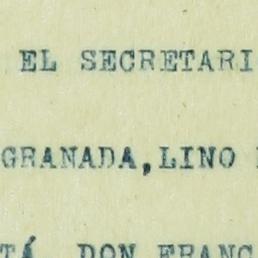 EL SECRETARI
GRANADA, LINO
TÁ DON FRANC